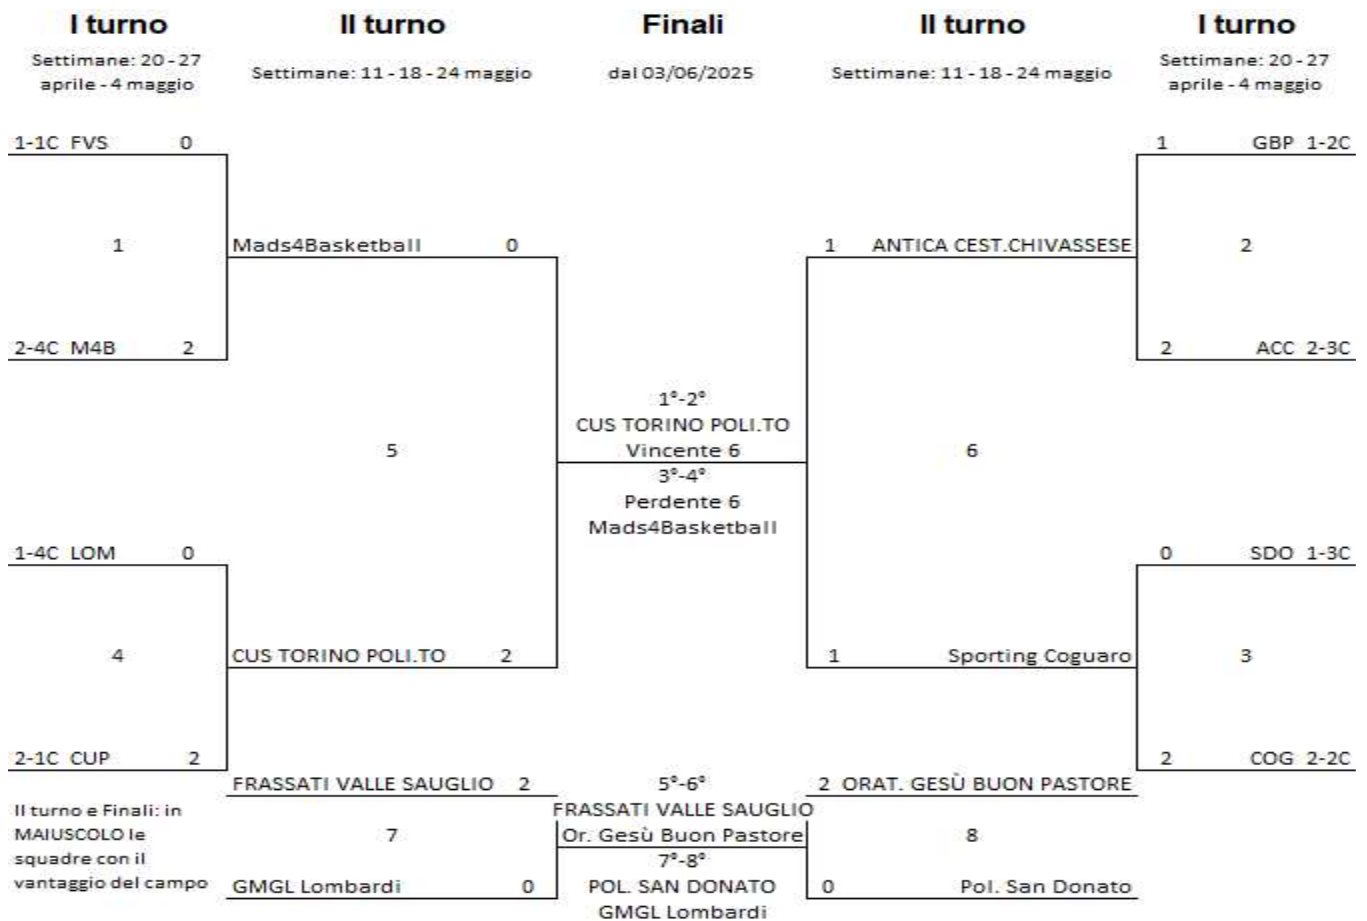 I turno II turno Finali II turno I turno
Settimane: 20 - 27
aprile - 4 maggio
Settimane: 11 - 18 - 24 maggio
dal 03/06/2025
Settimane: 11 - 18 - 24 maggio
Settimane: 20 - 27
aprile - 4 maggio
1-1C FVS 0
1 GBP 1-2C
1
Mads4Basketball 0
1 ANTICA CEST.CHIVASSESE
2
2-4C M4B 2
2 ACC 2-3C
1°-2°
CUS TORINO POLI.TO
5
Vincente 6
6
3°-4°
Perdente 6
Mads4Basketball
1-4C LOM 0
0 SDO 1-3C
4
CUS TORINO POLI.TO 2
1 Sporting Coguaro
3
2-1C CUP 2
2 COG 2-2C
FRASSATI VALLE SAUGLIO 2
5°-6°
2 ORAT. GESÙ BUON PASTORE
FRASSATI VALLE SAUGLIO
7
Or. Gesù Buon Pastore
8
7°-8°
GMGL Lombardi 0
POL. SAN DONATO
0 Pol. San Donato
GMGL Lombardi
II turno e Finali: in
MAIUSCOLO le
squadre con il
vantaggio del campo